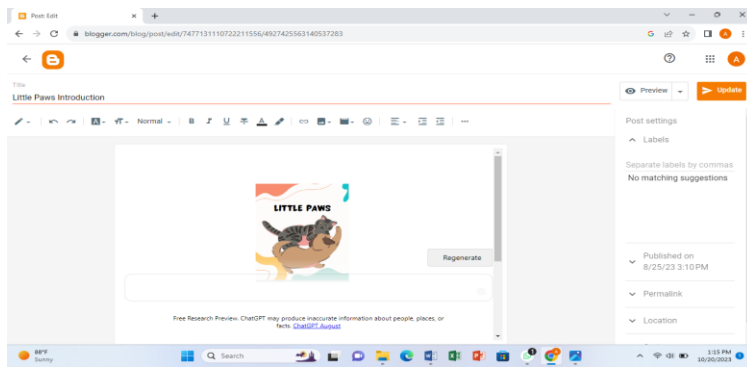 Post: Edit
blogger.com/blog/post/edit/7477131110722211556/4927425563140537283
A
A
Title
Little Paws Introduction
Preview
Update
Normal
B I U A
Post settings
Labels
Separate labels by commas
No matching suggestions
LITTLE PAWS
Regenerate
Published on
8/25/23 3:10 PM
Permalink
Location
Free Research Preview. ChatGPT may produce inaccurate information about people, places, or
facts. ChatGPT August
88°F
Sunny
Search
1:15 PM
10/20/2023